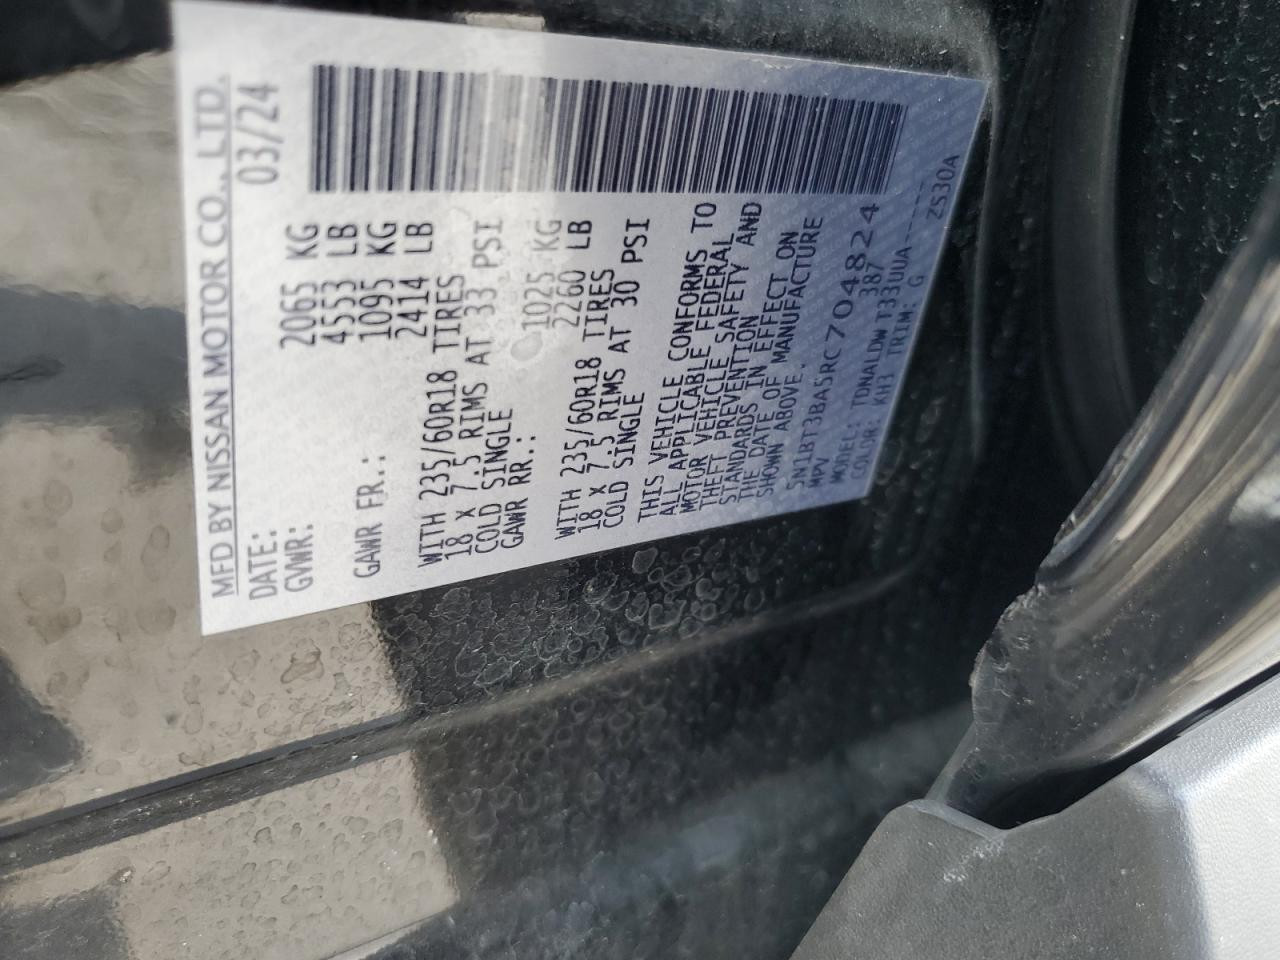 MFD BY NISSAN MOTOR CO., LTD.
DATE: 03/24
GVWR: 2065 KG
4553 LB
GAWR FR.: 1095 KG
2414 LB
WITH 235/60R18 TIRES
18 X 7.5 RIMS AT 33 PSI
COLD SINGLE
GAWR RR.: 1025 KG
2260 LB
WITH 235/60R18 TIRES
18 X 7.5 RIMS AT 30 PSI
COLD SINGLE
THIS VEHICLE CONFORMS TO
ALL APPLICABLE FEDERAL
MOTOR VEHICLE SAFETY AND
THEFT PREVENTION
STANDARDS IN EFFECT ON
THE DATE OF MANUFACTURE
SHOWN ABOVE.
5N1BT3BA5RC704824
MPV 387
MODEL: TDNALDW T33UUA-----
COLOR: KH3 TRIM: G ZS30A